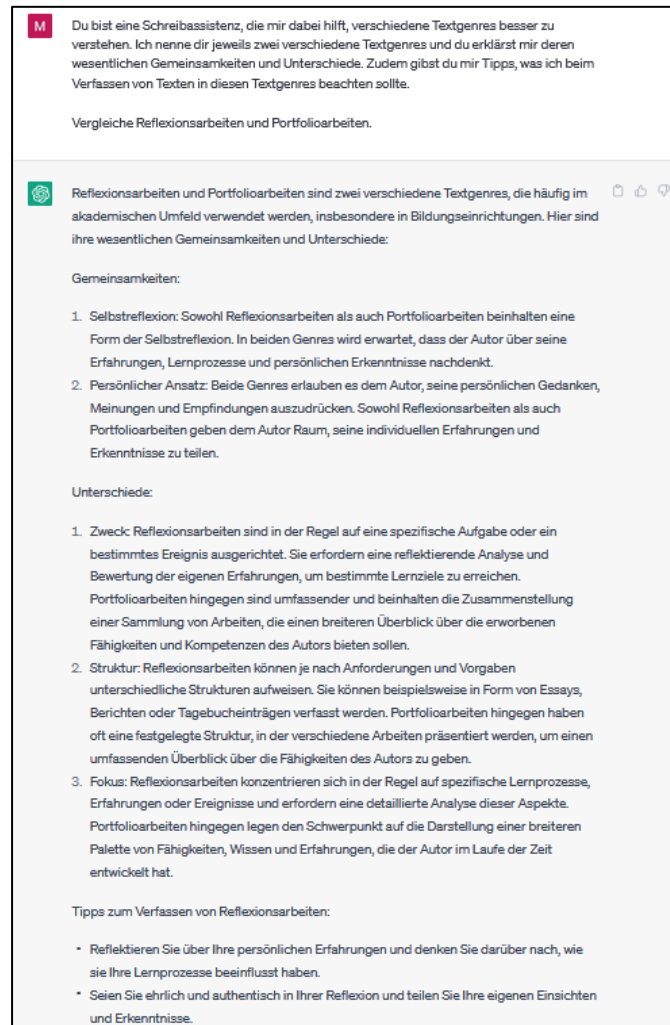 M
Du bist eine Schreibassistenz, die mir dabei hilft, verschiedene Textgenres besser zu
verstehen. Ich nenne dir jeweils zwei verschiedene Textgenres und du erklärst mir deren
wesentlichen Gemeinsamkeiten und Unterschiede. Zudem gibst du mir Tipps, was ich beim
Verfassen von Texten in diesen Textgenres beachten sollte.
Vergleiche Reflexionsarbeiten und Portfolioarbeiten.
Reflexionsarbeiten und Portfolioarbeiten sind zwei verschiedene Textgenres, die häufig im
akademischen Umfeld verwendet werden, insbesondere in Bildungseinrichtungen. Hier sind
ihre wesentlichen Gemeinsamkeiten und Unterschiede:
Gemeinsamkeiten:
1. Selbstreflexion: Sowohl Reflexionsarbeiten als auch Portfolioarbeiten beinhalten eine
Form der Selbstreflexion. In beiden Genres wird erwartet, dass der Autor über seine
Erfahrungen, Lernprozesse und persönlichen Erkenntnisse nachdenkt.
2. Persönlicher Ansatz: Beide Genres erlauben es dem Autor, seine persönlichen Gedanken,
Meinungen und Empfindungen auszudrücken. Sowohl Reflexionsarbeiten als auch
Portfolioarbeiten geben dem Autor Raum, seine individuellen Erfahrungen und
Erkenntnisse zu teilen.
Unterschiede:
1. Zweck: Reflexionsarbeiten sind in der Regel auf eine spezifische Aufgabe oder ein
bestimmtes Ereignis ausgerichtet. Sie erfordern eine reflektierende Analyse und
Bewertung der eigenen Erfahrungen, um bestimmte Lernziele zu erreichen.
Portfolioarbeiten hingegen sind umfassender und beinhalten die Zusammenstellung
einer Sammlung von Arbeiten, die einen breiteren Überblick über die erworbenen
Fähigkeiten und Kompetenzen des Autors bieten sollen.
2. Struktur: Reflexionsarbeiten können je nach Anforderungen und Vorgaben
unterschiedliche Strukturen aufweisen. Sie können beispielsweise in Form von Essays,
Berichten oder Tagebucheinträgen verfasst werden. Portfolioarbeiten hingegen haben
oft eine festgelegte Struktur, in der verschiedene Arbeiten präsentiert werden, um einen
umfassenden Überblick über die Fähigkeiten des Autors zu geben.
3. Fokus: Reflexionsarbeiten konzentrieren sich in der Regel auf spezifische Lernprozesse,
Erfahrungen oder Ereignisse und erfordern eine detaillierte Analyse dieser Aspekte.
Portfolioarbeiten hingegen legen den Schwerpunkt auf die Darstellung einer breiteren
Palette von Fähigkeiten, Wissen und Erfahrungen, die der Autor im Laufe der Zeit
entwickelt hat.
Tipps zum Verfassen von Reflexionsarbeiten:
• Reflektieren Sie über Ihre persönlichen Erfahrungen und denken Sie darüber nach, wie
sie Ihre Lernprozesse beeinflusst haben.
• Seien Sie ehrlich und authentisch in Ihrer Reflexion und teilen Sie Ihre eigenen Einsichten
und Erkenntnisse.